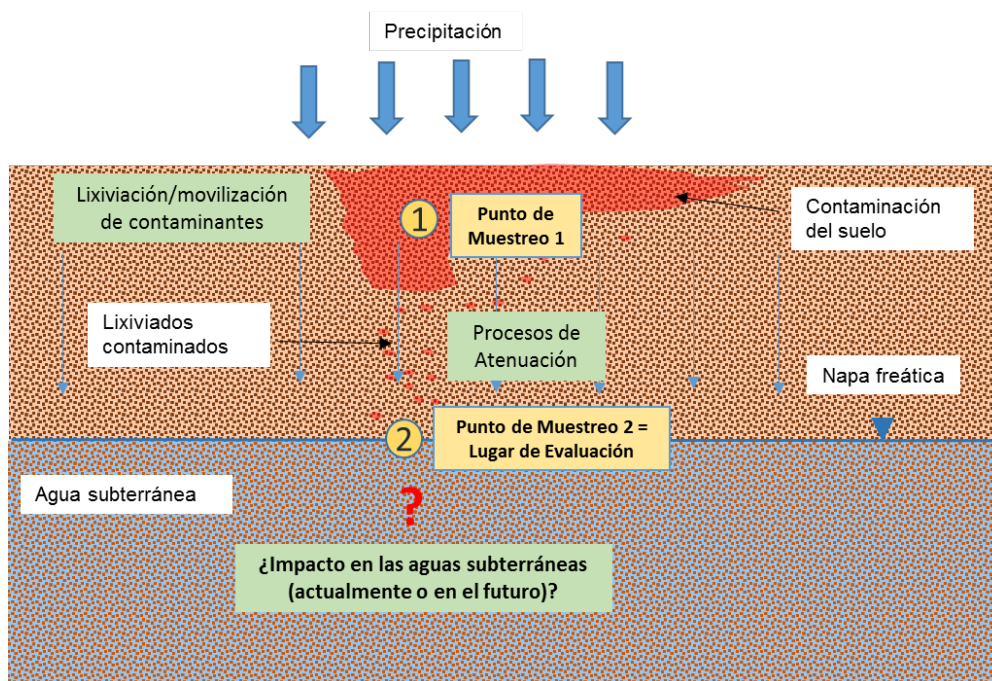 Precipitación
Lixiviación/movilización
de contaminantes
1
Punto de
Muestreo 1
Contaminación
del suelo
Lixiviados
contaminados
Procesos de
Atenuación
Napa freática
2
Punto de Muestreo 2 =
Lugar de Evaluación
Agua subterránea
?
¿Impacto en las aguas subterráneas
(actualmente o en el futuro)?